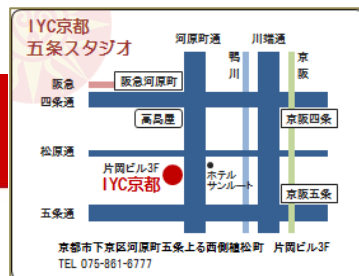 IYC京都
五条スタジオ
河原町通
川端通
鴨川
京阪
阪急
阪急河原町
四条通
高島屋
京阪四条
松原通
片岡ビル3F
IYC京都
ホテル
サンルート
京阪五条
五条通
京都市下京区河原町五条上る西側植松町 片岡ビル3F
TEL 075-861-6777